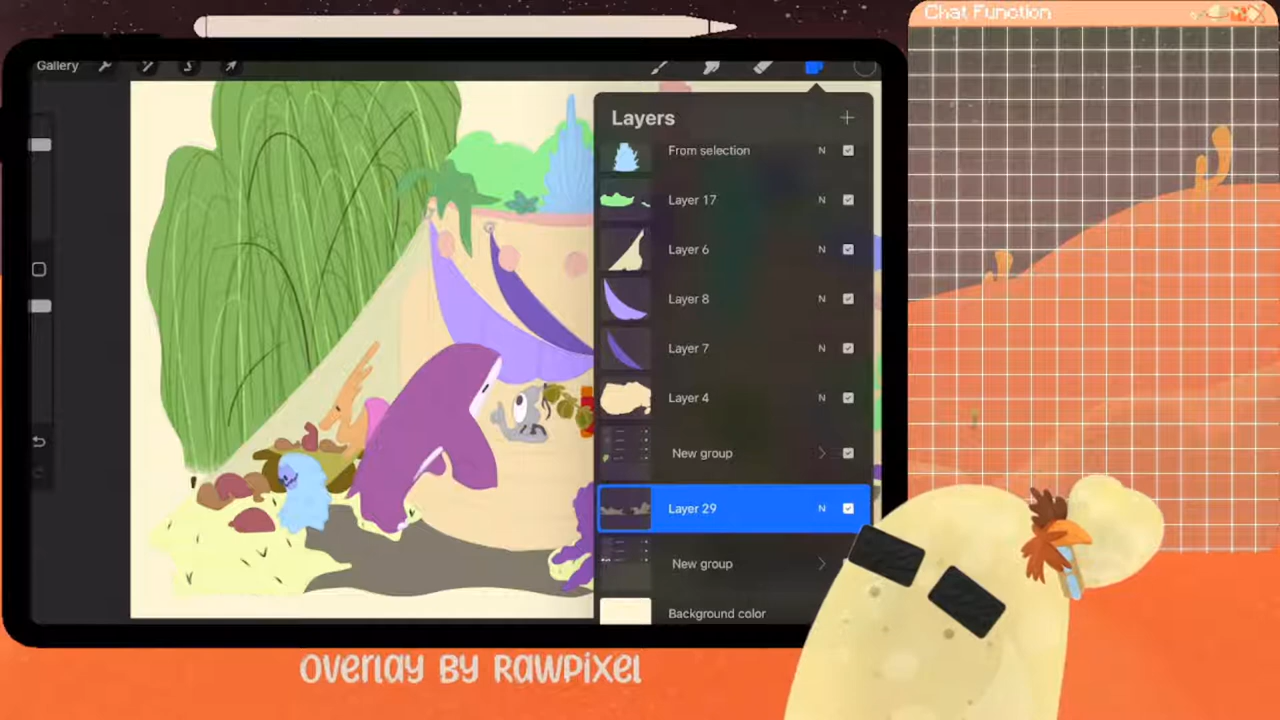 Chat Function
Gallery
Layers
From selection N
Layer 17 N
Layer 6 N
Layer 8 N
Layer 7 N
Layer 4 N
New group
Layer 29 N
New group
Background color
OVERLAY BY RAWPIXEL